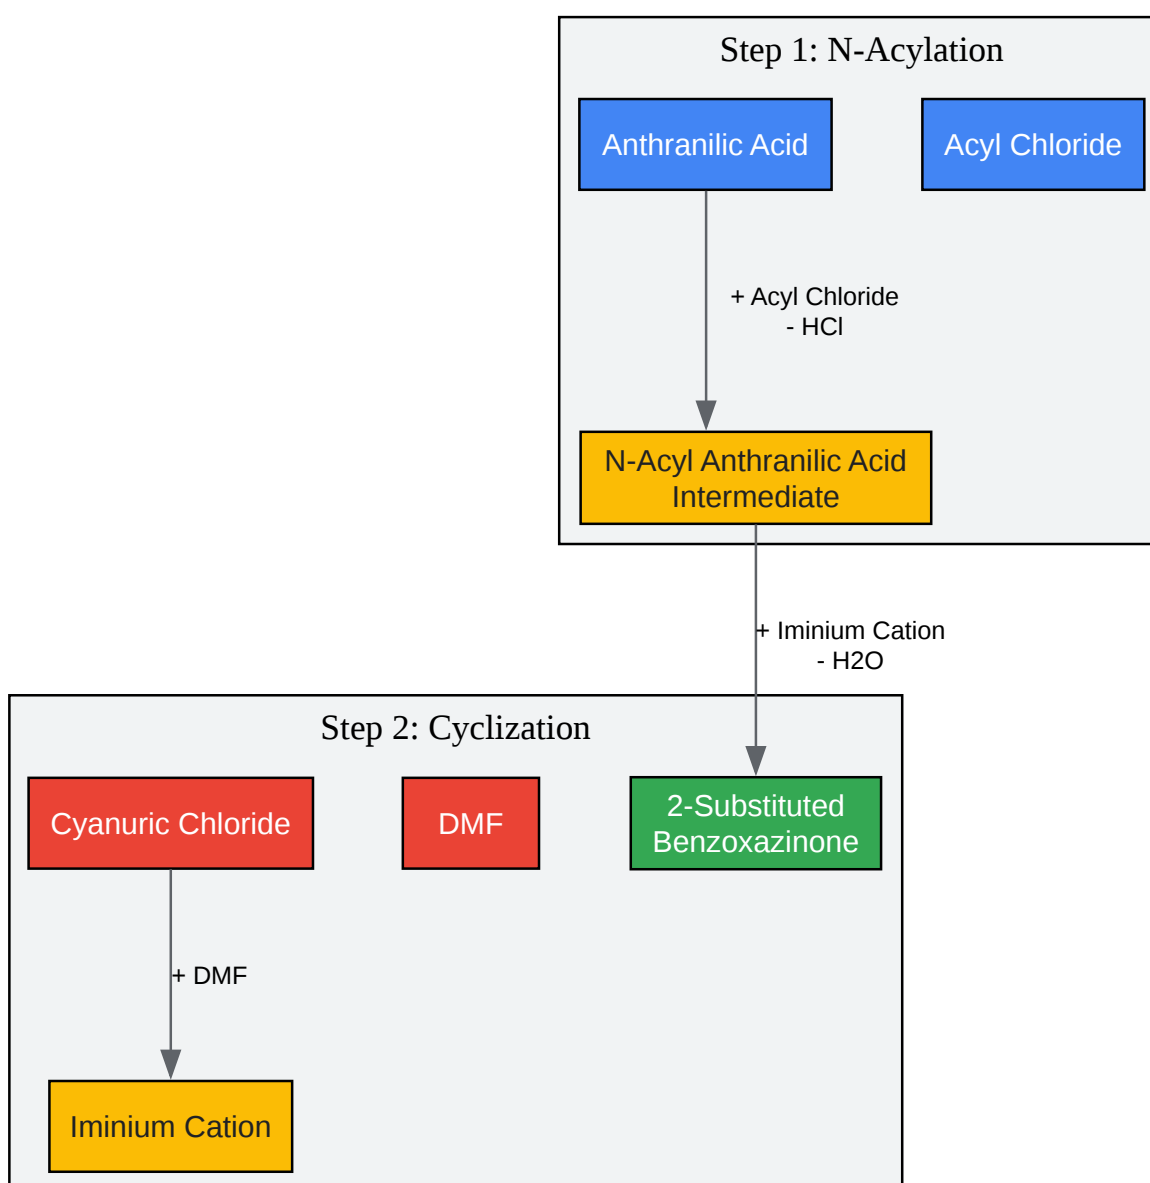 Step 1: N-Acylation
Anthranilic Acid
Acyl Chloride
+ Acyl Chloride
- HCl
N-Acyl Anthranilic Acid
Intermediate
+ Iminium Cation
- H2O
Step 2: Cyclization
Cyanuric Chloride
DMF
2-Substituted
Benzoxazinone
+ DMF
Iminium Cation